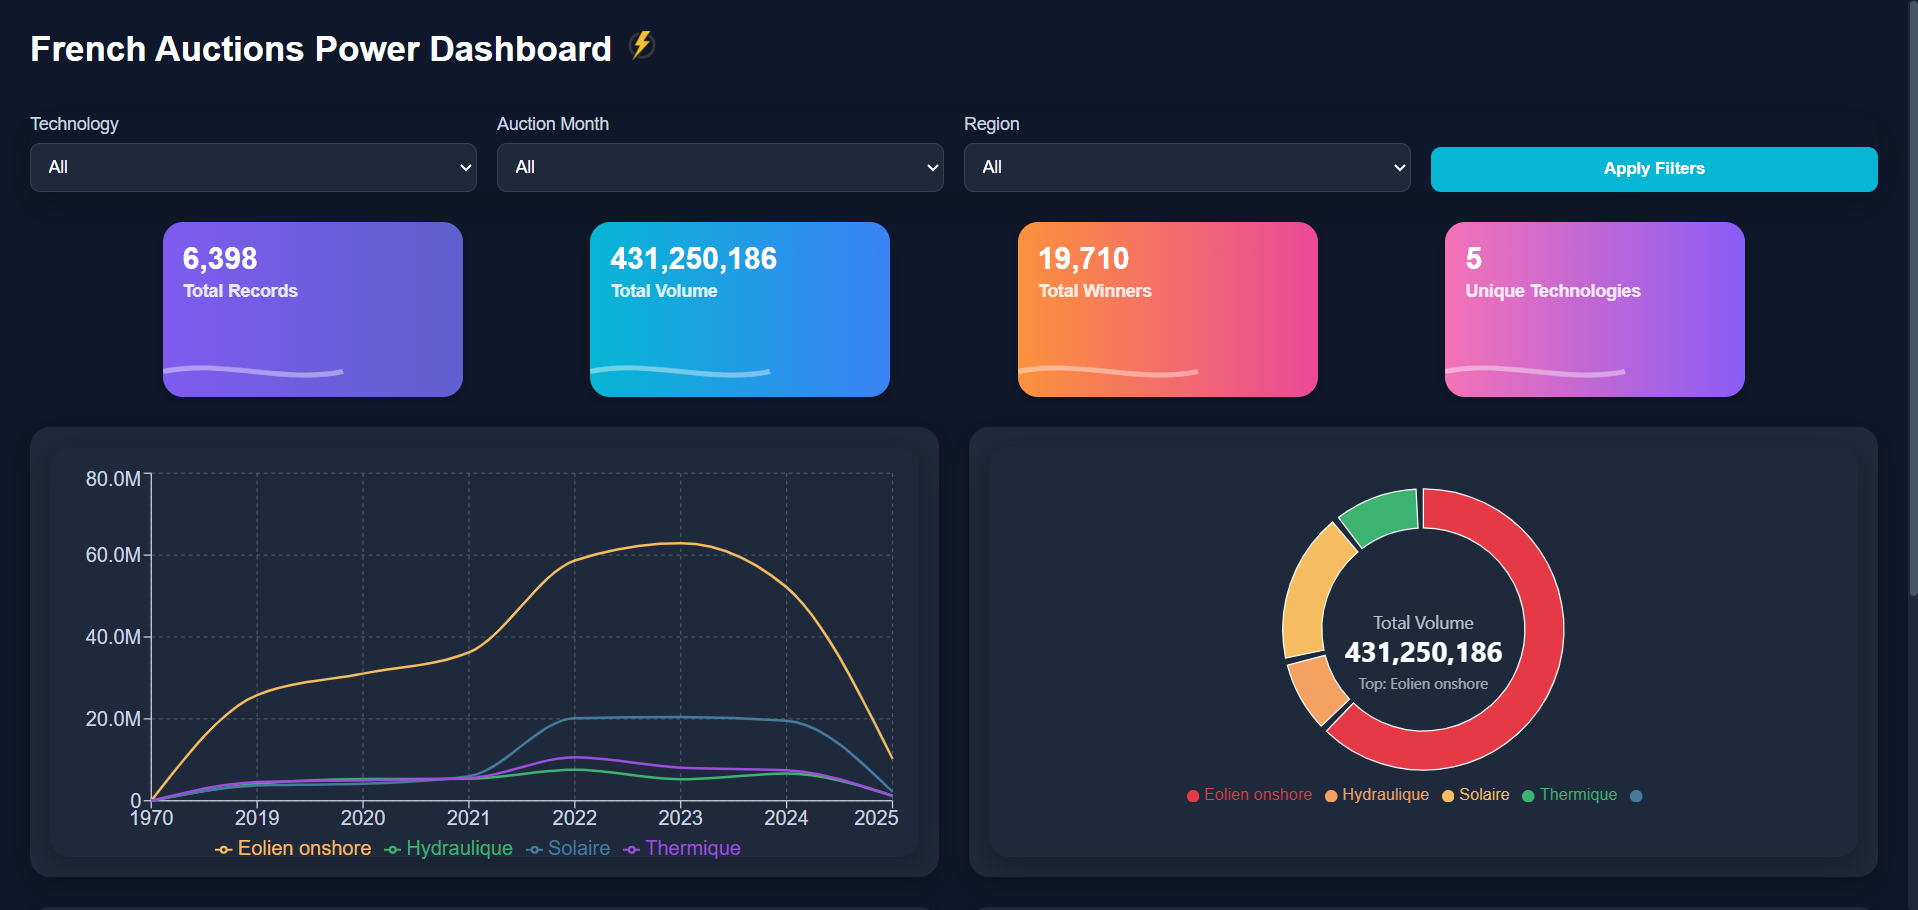 French Auctions Power Dashboard ⚡
Technology
Auction Month
Region
All
All
All
Apply Filters
6,398
Total Records
431,250,186
Total Volume
19,710
Total Winners
5
Unique Technologies
80.0M
60.0M
40.0M
20.0M
0
1970 2019 2020 2021 2022 2023 2024 2025
Eolien onshore Hydraulique Solaire Thermique
Total Volume
431,250,186
Top: Eolien onshore
Eolien onshore Hydraulique Solaire Thermique